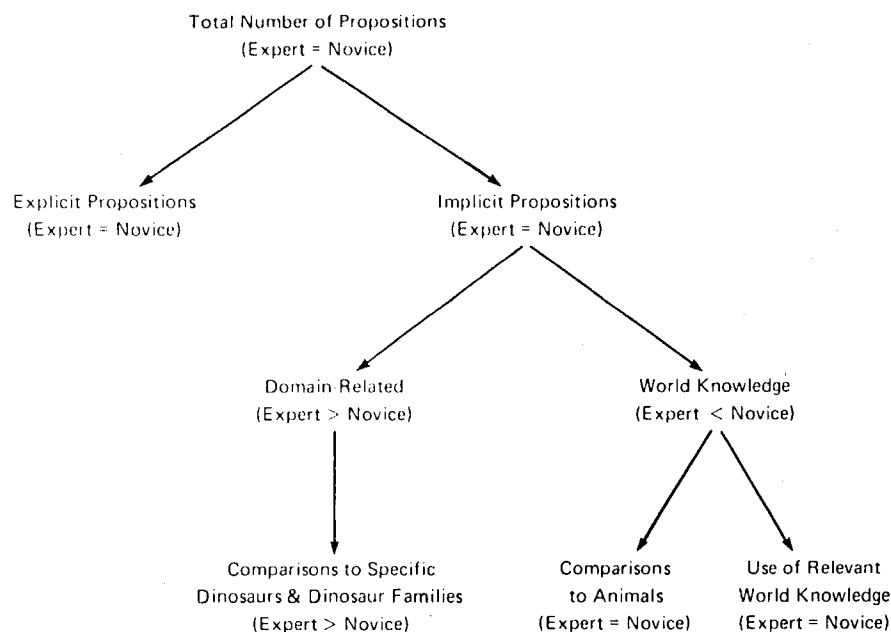 Total Number of Propositions
(Expert = Novice)
Explicit Propositions
(Expert = Novice)
Implicit Propositions
(Expert = Novice)
Domain-Related
(Expert > Novice)
World Knowledge
(Expert < Novice)
Comparisons to Specific
Dinosaurs & Dinosaur Families
(Expert > Novice)
Comparisons
to Animals
(Expert = Novice)
Use of Relevant
World Knowledge
(Expert = Novice)